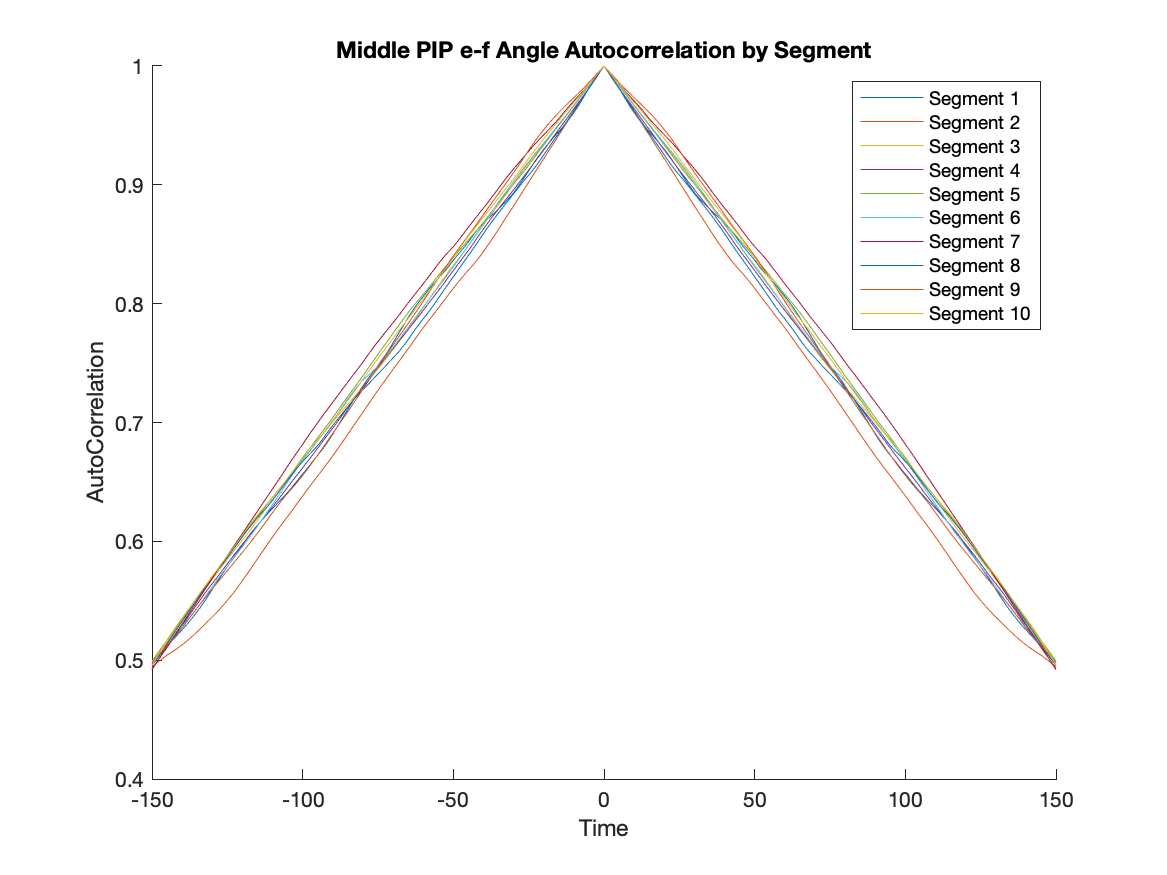 Middle PIP e-f Angle Autocorrelation by Segment
1
0.9
0.8
0.7
0.6
0.5
0.4
AutoCorrelation
-150
-100
-50
0
50
100
150
Time
Segment 1
Segment 2
Segment 3
Segment 4
Segment 5
Segment 6
Segment 7
Segment 8
Segment 9
Segment 10